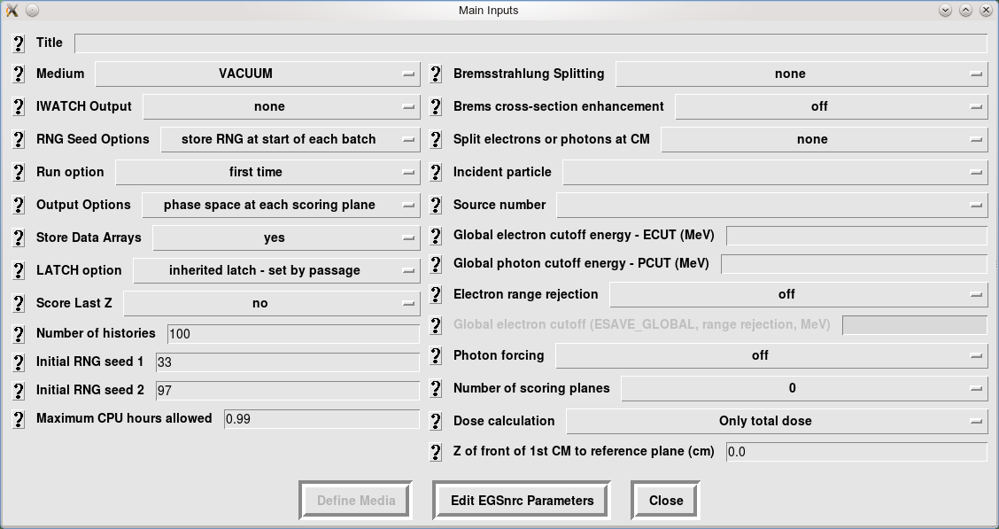 Main Inputs
? Title
? Medium VACUUM
? IWATCH Output none
? RNG Seed Options store RNG at start of each batch
? Run option first time
? Output Options phase space at each scoring plane
? Store Data Arrays yes
? LATCH option inherited latch - set by passage
? Score Last Z no
? Number of histories 100
? Initial RNG seed 1 33
? Initial RNG seed 2 97
? Maximum CPU hours allowed 0.99
? Bremsstrahlung Splitting none
? Brems cross-section enhancement off
? Split electrons or photons at CM none
? Incident particle
? Source number
? Global electron cutoff energy - ECUT (MeV)
? Global photon cutoff energy - PCUT (MeV)
? Electron range rejection off
? Global electron cutoff (ESAVE_GLOBAL, range rejection, MeV)
? Photon forcing off
? Number of scoring planes 0
? Dose calculation Only total dose
? Z of front of 1st CM to reference plane (cm) 0.0
Define Media Edit EGSnrc Parameters Close